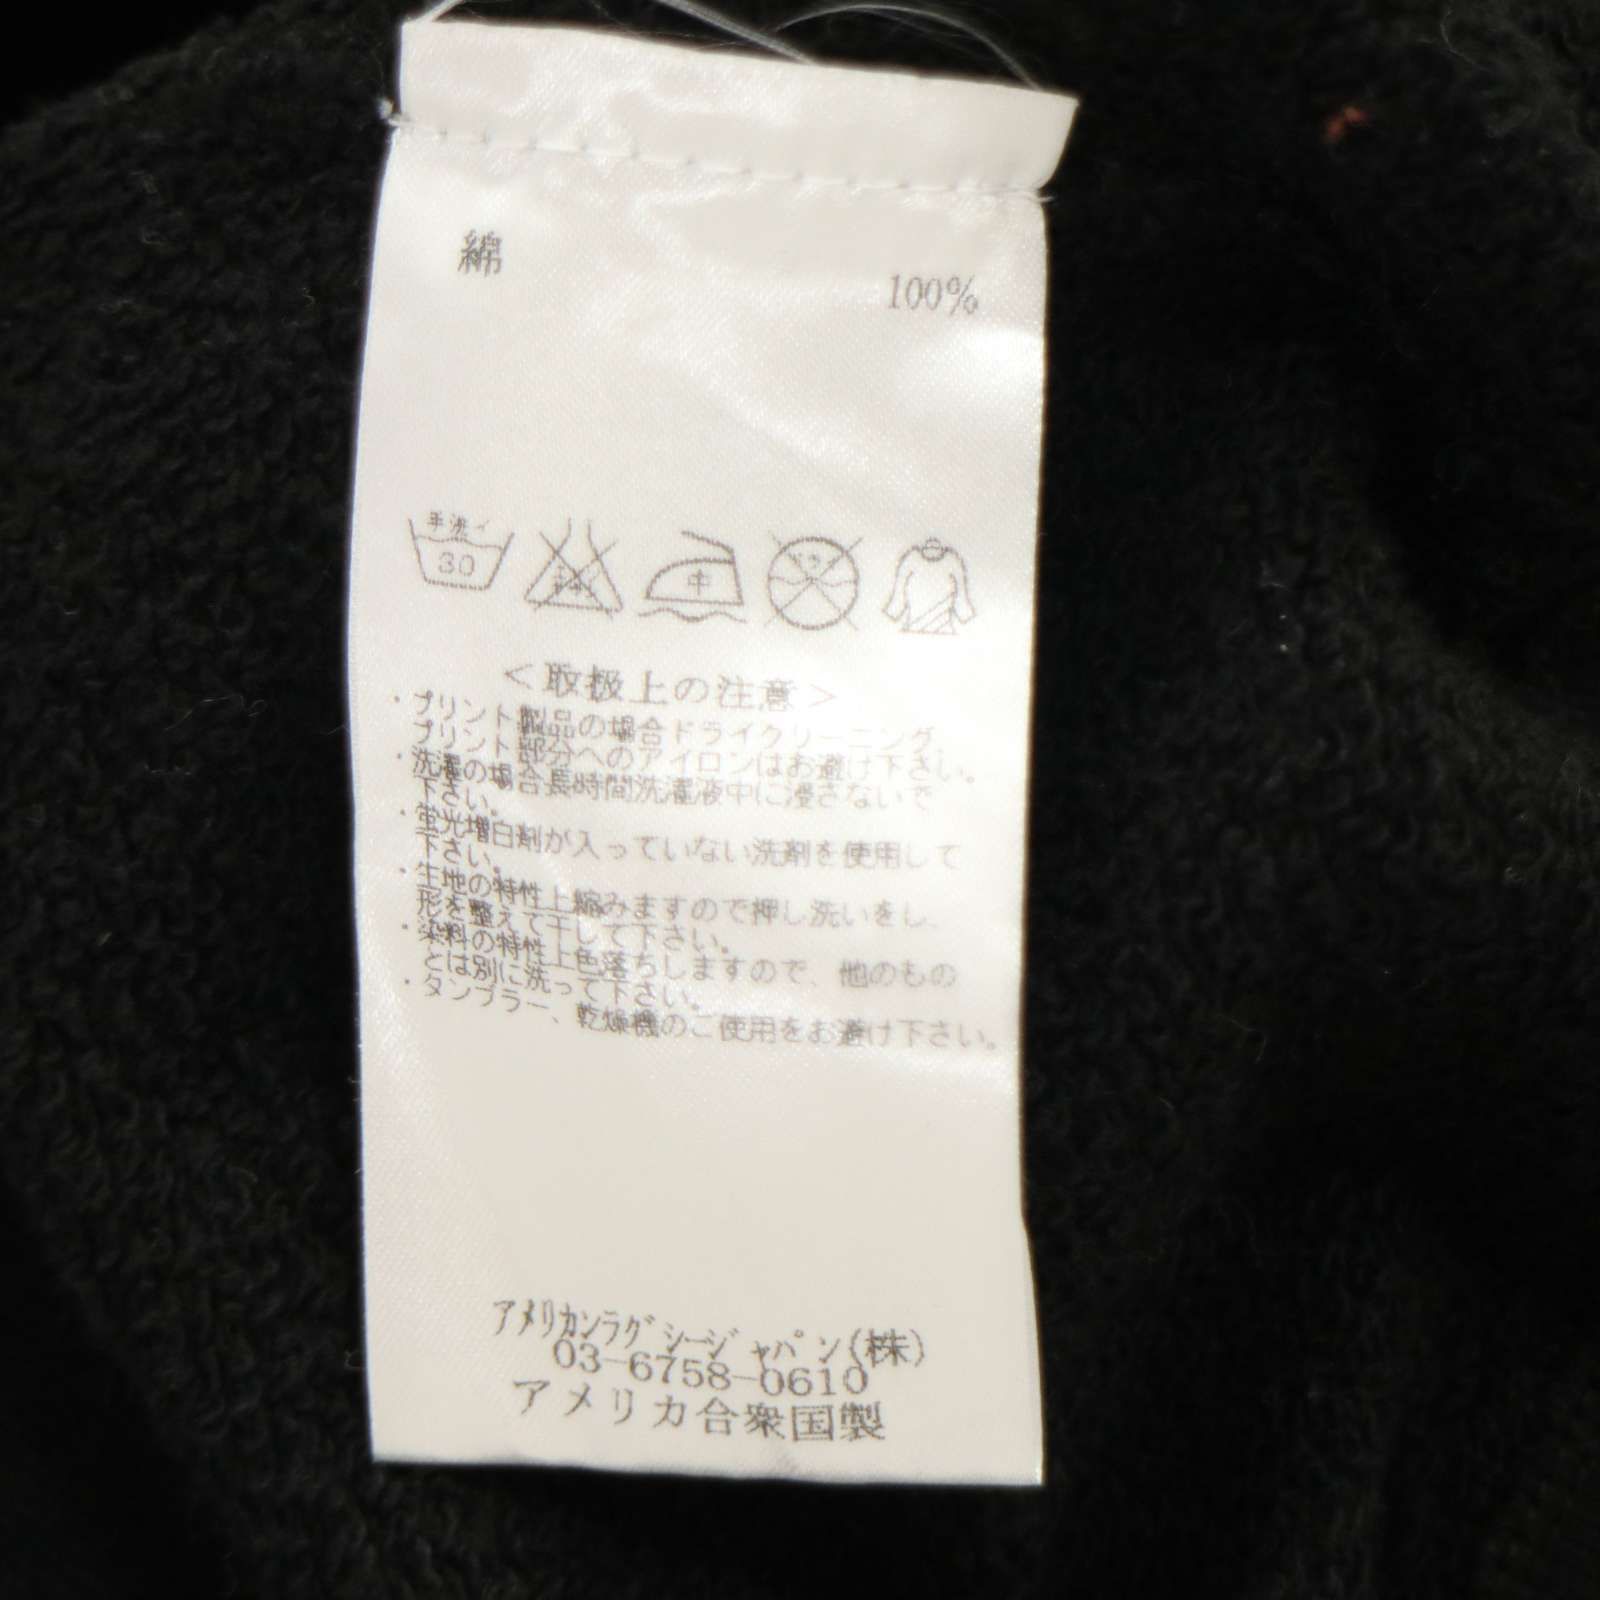 綿 100%
手洗イ
30
中
<取扱上の注意>
・プリント製品の場合ドライクリーニング、
プリント部分へのアイロンはお避け下さい。
・洗濯の場合長時間洗濯液中に浸さないで
下さい。
・蛍光増白剤が入っていない洗剤を使用して
下さい。
・生地の特性上縮みますので押し洗いをし、
形を整えて干して下さい。
・染料の特性上色落ちしますので、他のもの
とは別に洗って下さい。
・タンブラー、乾燥機のご使用をお避け下さい。
アメリカンラグ シージャパン(株)
03-6758-0610
アメリカ合衆国製